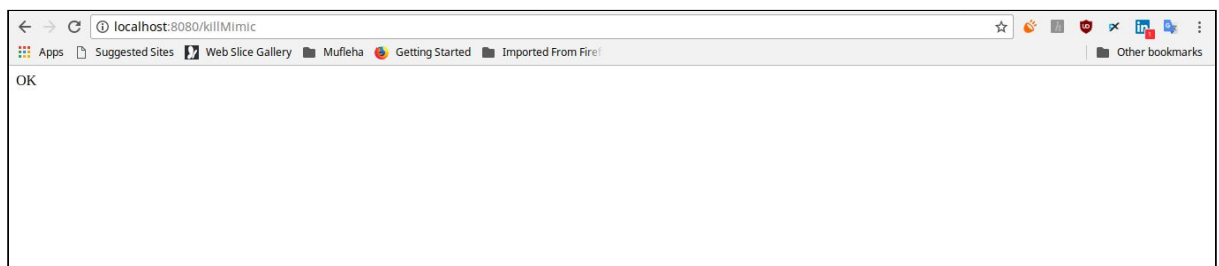 localhost:8080/killMimic
Apps Suggested Sites Web Slice Gallery Mufleha Getting Started Imported From Firef Other bookmarks
OK